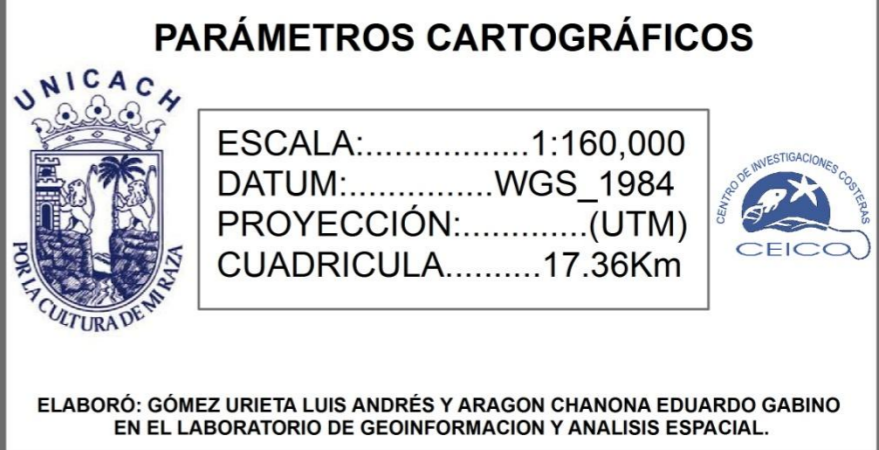 PARÁMETROS CARTOGRÁFICOS
UNICACH
POR LA CULTURA DE MI RAZA
ESCALA:.................1:160,000
DATUM:...............WGS_1984
PROYECCIÓN:.............(UTM)
CUADRICULA..........17.36Km
CENTRO DE INVESTIGACIONES COSTERAS
CEICO
ELABORÓ: GÓMEZ URIETA LUIS ANDRÉS Y ARAGON CHANONA EDUARDO GABINO
EN EL LABORATORIO DE GEOINFORMACION Y ANALISIS ESPACIAL.